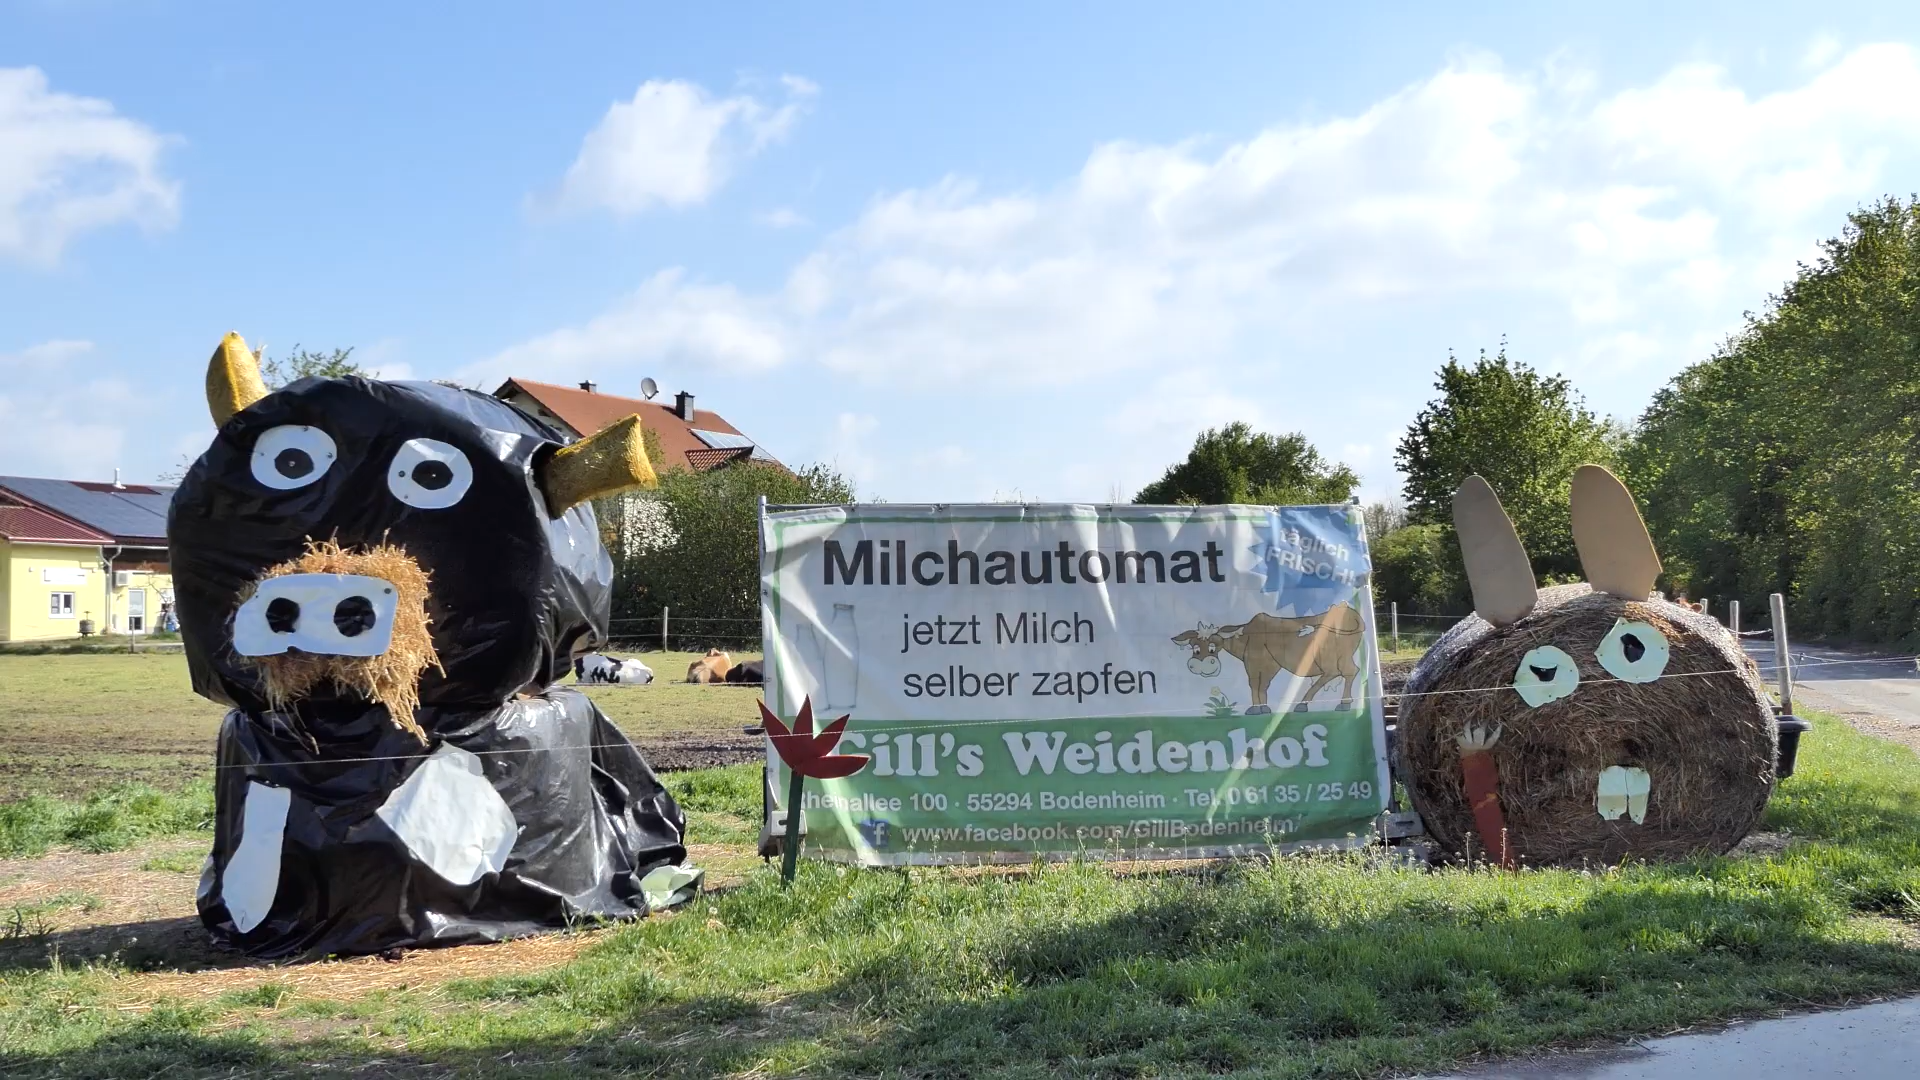 Milchautomat
täglich
FRISCH!
jetzt Milch
selber zapfen
Gill's Weidenhof
100 · 55294 Bodenheim · Tel. 0 61 35 / 25 49
f www.facebook.com/GillBodenheim/